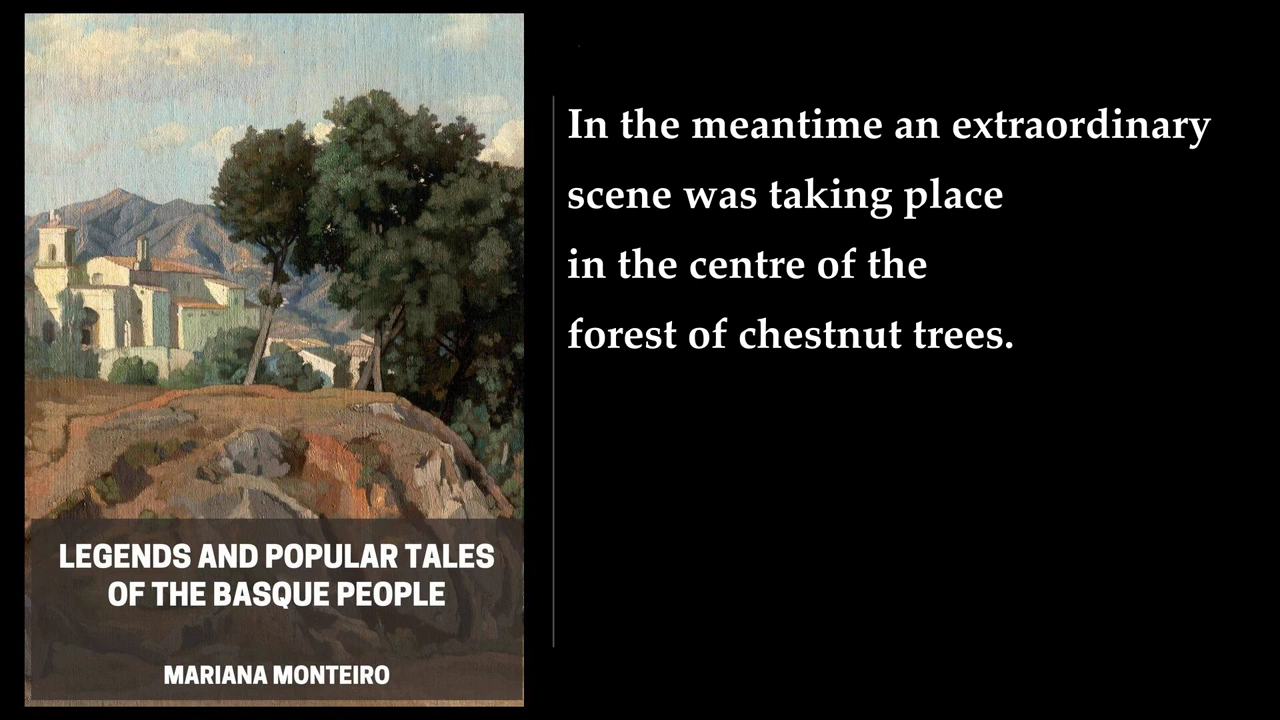 In the meantime an extraordinary
scene was taking place
in the centre of the
forest of chestnut trees.
LEGENDS AND POPULAR TALES
OF THE BASQUE PEOPLE
MARIANA MONTEIRO